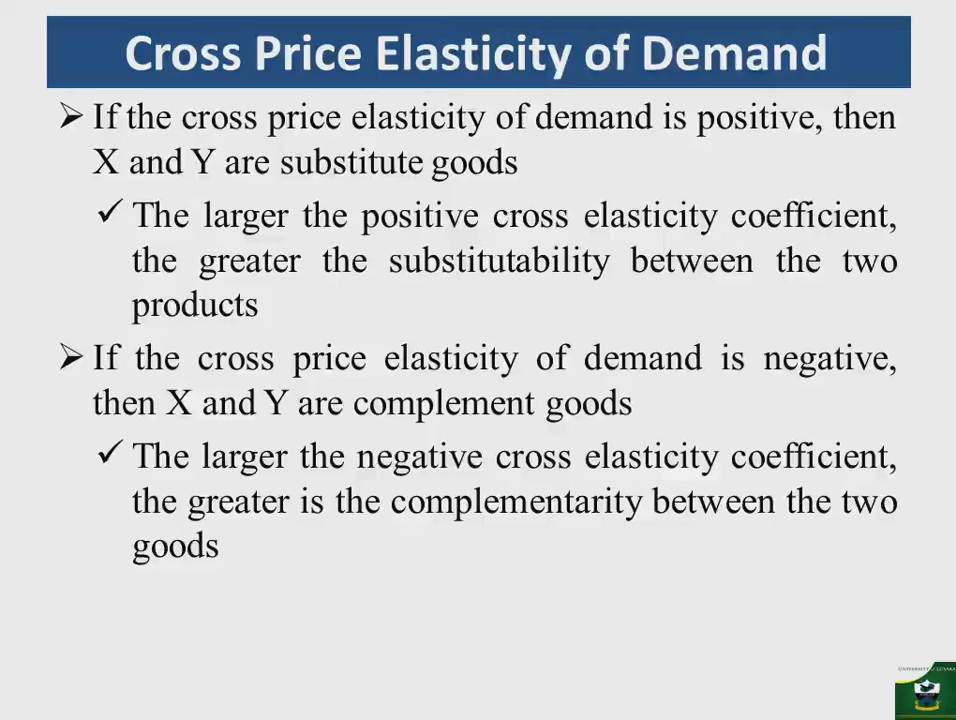 Cross Price Elasticity of Demand
➢ If the cross price elasticity of demand is positive, then
X and Y are substitute goods
✓ The larger the positive cross elasticity coefficient,
the greater the substitutability between the two
products
➢ If the cross price elasticity of demand is negative,
then X and Y are complement goods
✓ The larger the negative cross elasticity coefficient,
the greater is the complementarity between the two
goods
UNIVERSITY of LUSAKA